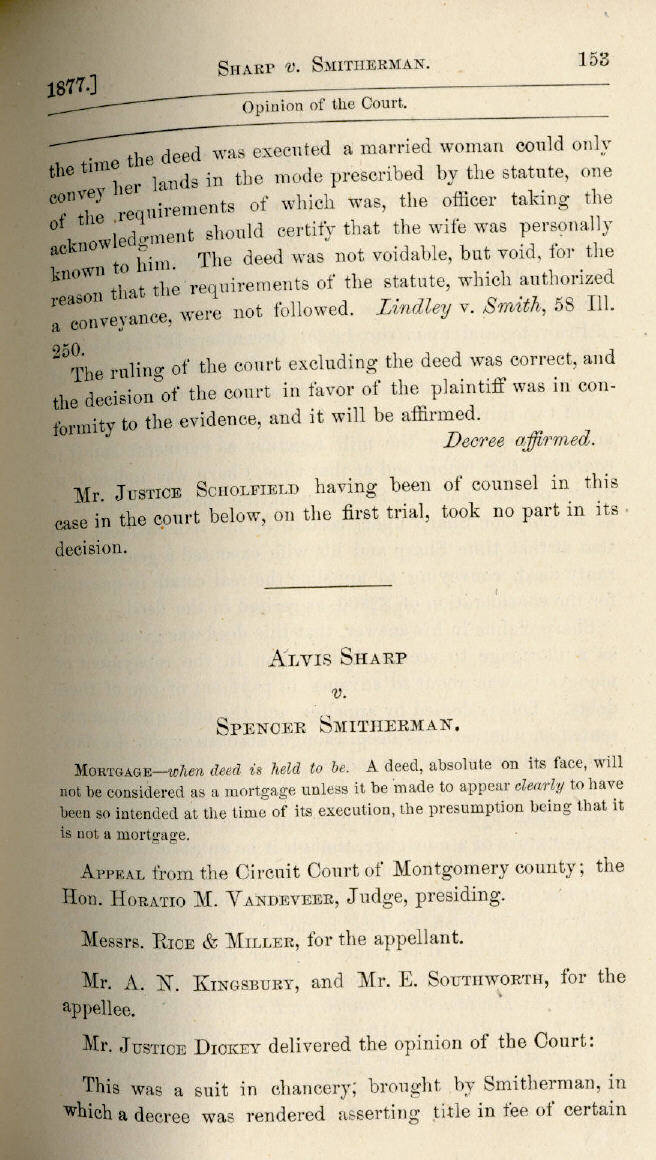 1877.] SHARP v. SMITHERMAN. 153
Opinion of the Court.
the time the deed was executed a married woman could only
convey her lands in the mode prescribed by the statute, one
of the requirements of which was, the officer taking the
acknowledgment should certify that the wife was personally
known to him. The deed was not voidable, but void, for the
reason that the requirements of the statute, which authorized
a conveyance, were not followed. Lindley v. Smith, 58 Ill.
250.
The ruling of the court excluding the deed was correct, and
the decision of the court in favor of the plaintiff was in con-
formity to the evidence, and it will be affirmed.
Decree affirmed.
Mr. JUSTICE SCHOLFIELD having been of counsel in this
case in the court below, on the first trial, took no part in its
decision.
ALVIS SHARP
v.
SPENCER SMITHERMAN.
MORTGAGE—when deed is held to be. A deed, absolute on its face, will
not be considered as a mortgage unless it be made to appear clearly to have
been so intended at the time of its execution, the presumption being that it
is not a mortgage.
APPEAL from the Circuit Court of Montgomery county; the
Hon. HORATIO M. VANDEVEER, Judge, presiding.
Messrs. RICE & MILLER, for the appellant.
Mr. A. N. KINGSBURY, and Mr. E. SOUTHWORTH, for the
appellee.
Mr. JUSTICE DICKEY delivered the opinion of the Court:
This was a suit in chancery, brought by Smitherman, in
which a decree was rendered asserting title in fee of certain